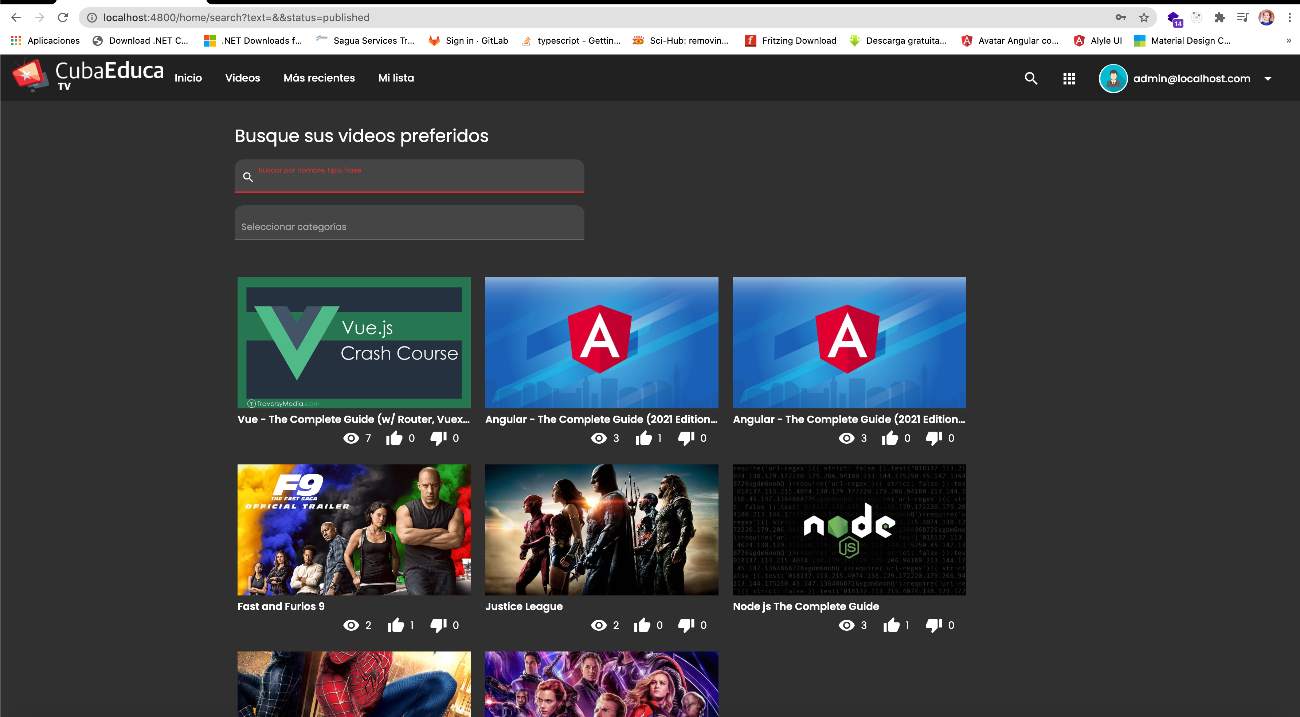 localhost:4800/home/search?text=&&status=published
14
Aplicaciones Download .NET C... .NET Downloads f... Sagua Services Tr... Sign in · GitLab typescript - Gettin... Sci-Hub: removin... Fritzing Download Descarga gratuita... Avatar Angular co... Alyle UI Material Design C... »
CubaEduca
TV
Inicio Videos Más recientes Mi lista admin@localhost.com
Busque sus videos preferidos
Buscar por nombre, tipo, frase
Seleccionar categorías
Vue.js
Crash Course
TraversyMedia.com
Vue - The Complete Guide (w/ Router, Vuex... Angular - The Complete Guide (2021 Edition... Angular - The Complete Guide (2021 Edition...
7 0 0 3 1 0 3 0 0
F9
THE FAST SAGA
OFFICIAL TRAILER
node
JS
Fast and Furios 9 Justice League Node js The Complete Guide
2 1 0 2 0 0 3 1 0